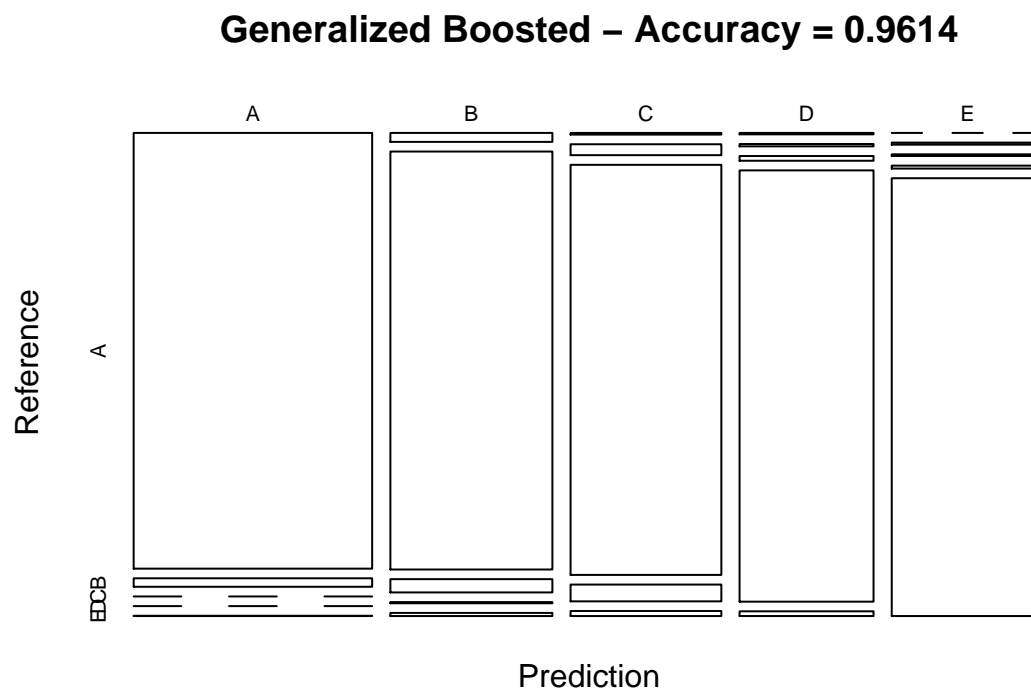 Generalized Boosted – Accuracy = 0.9614
A B C D E
Reference
A
EDCB
Prediction